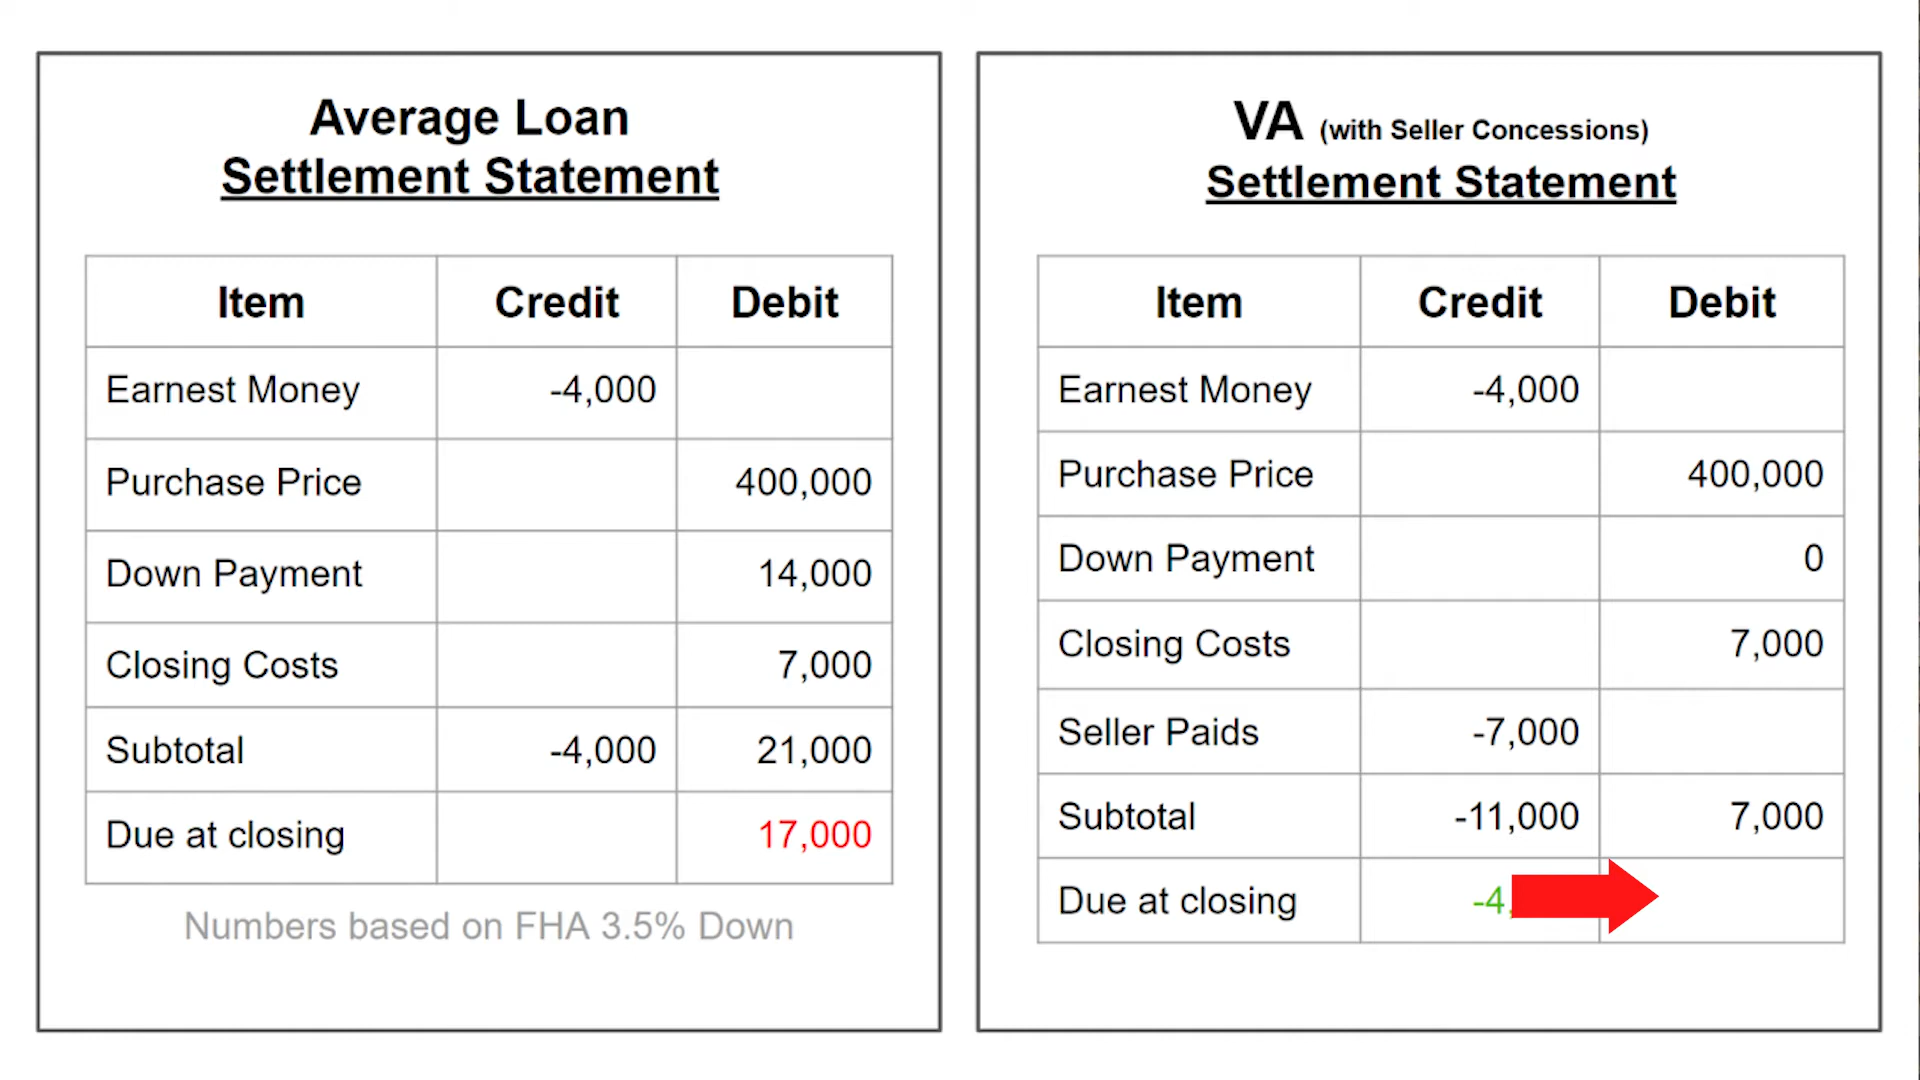 Average Loan
Settlement Statement
Item Credit Debit
Earnest Money -4,000
Purchase Price 400,000
Down Payment 14,000
Closing Costs 7,000
Subtotal -4,000 21,000
Due at closing 17,000
Numbers based on FHA 3.5% Down
VA (with Seller Concessions)
Settlement Statement
Item Credit Debit
Earnest Money -4,000
Purchase Price 400,000
Down Payment 0
Closing Costs 7,000
Seller Paids -7,000
Subtotal -11,000 7,000
Due at closing -4,